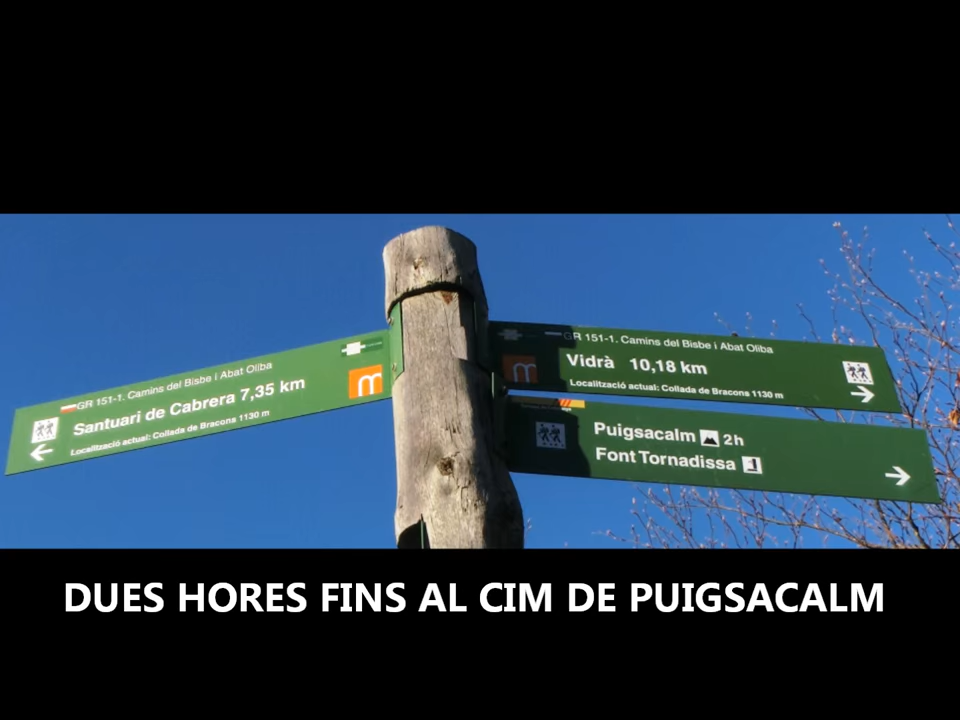 GR 151-1. Camins del Bisbe i Abat Oliba
Santuari de Cabrera 7,35 km
Localització actual: Collada de Bracons 1130 m
m
GR 151-1. Camins del Bisbe i Abat Oliba
Vidrà 10,18 km
Localització actual: Collada de Bracons 1130 m
m
Puigsacalm 2h
Font Tornadissa
DUES HORES FINS AL CIM DE PUIGSACALM